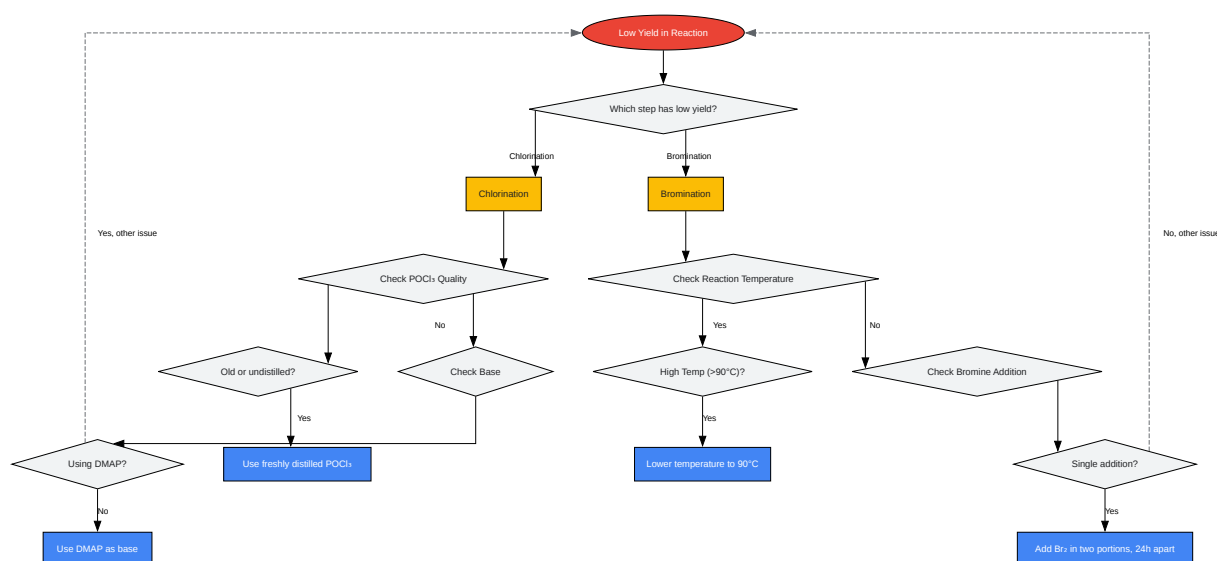 Low Yield in Reaction
Which step has low yield?
Chlorination
Bromination
Chlorination
Bromination
Yes, other issue
No, other issue
Check POCl₃ Quality
Check Reaction Temperature
No
Yes
No
Old or undistilled?
Check Base
High Temp (>90°C)?
Check Bromine Addition
Yes
Yes
Using DMAP?
Use freshly distilled POCl₃
Lower temperature to 90°C
Single addition?
No
Yes
Use DMAP as base
Add Br₂ in two portions, 24h apart